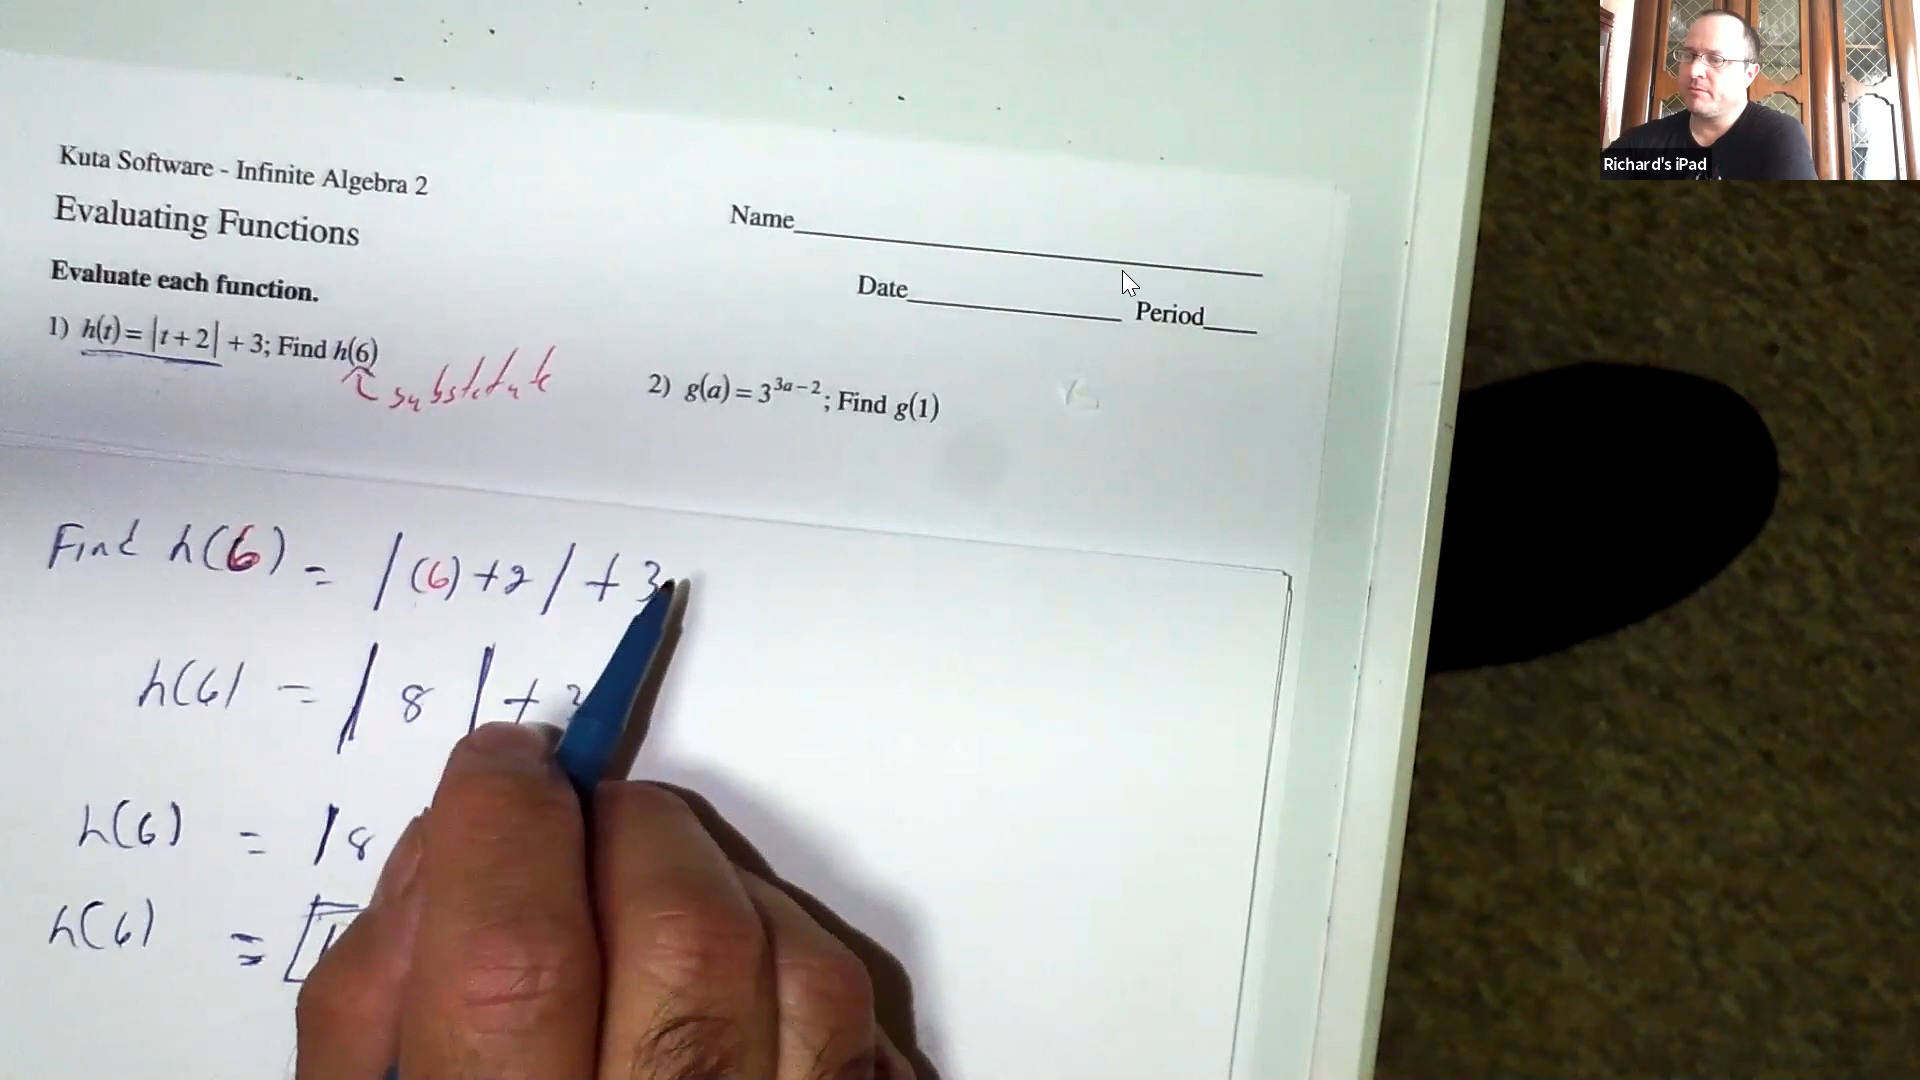 Richard's iPad
Kuta Software - Infinite Algebra 2
Evaluating Functions
Name
Date Period
Evaluate each function.
1) h(t) = |t + 2| + 3; Find h(6)
substitute
2) g(a) = 3^{3a − 2}; Find g(1)
Find h(6) = |(6) + 2| + 3
h(6) = |8| +
h(6) = |8
h(6) =